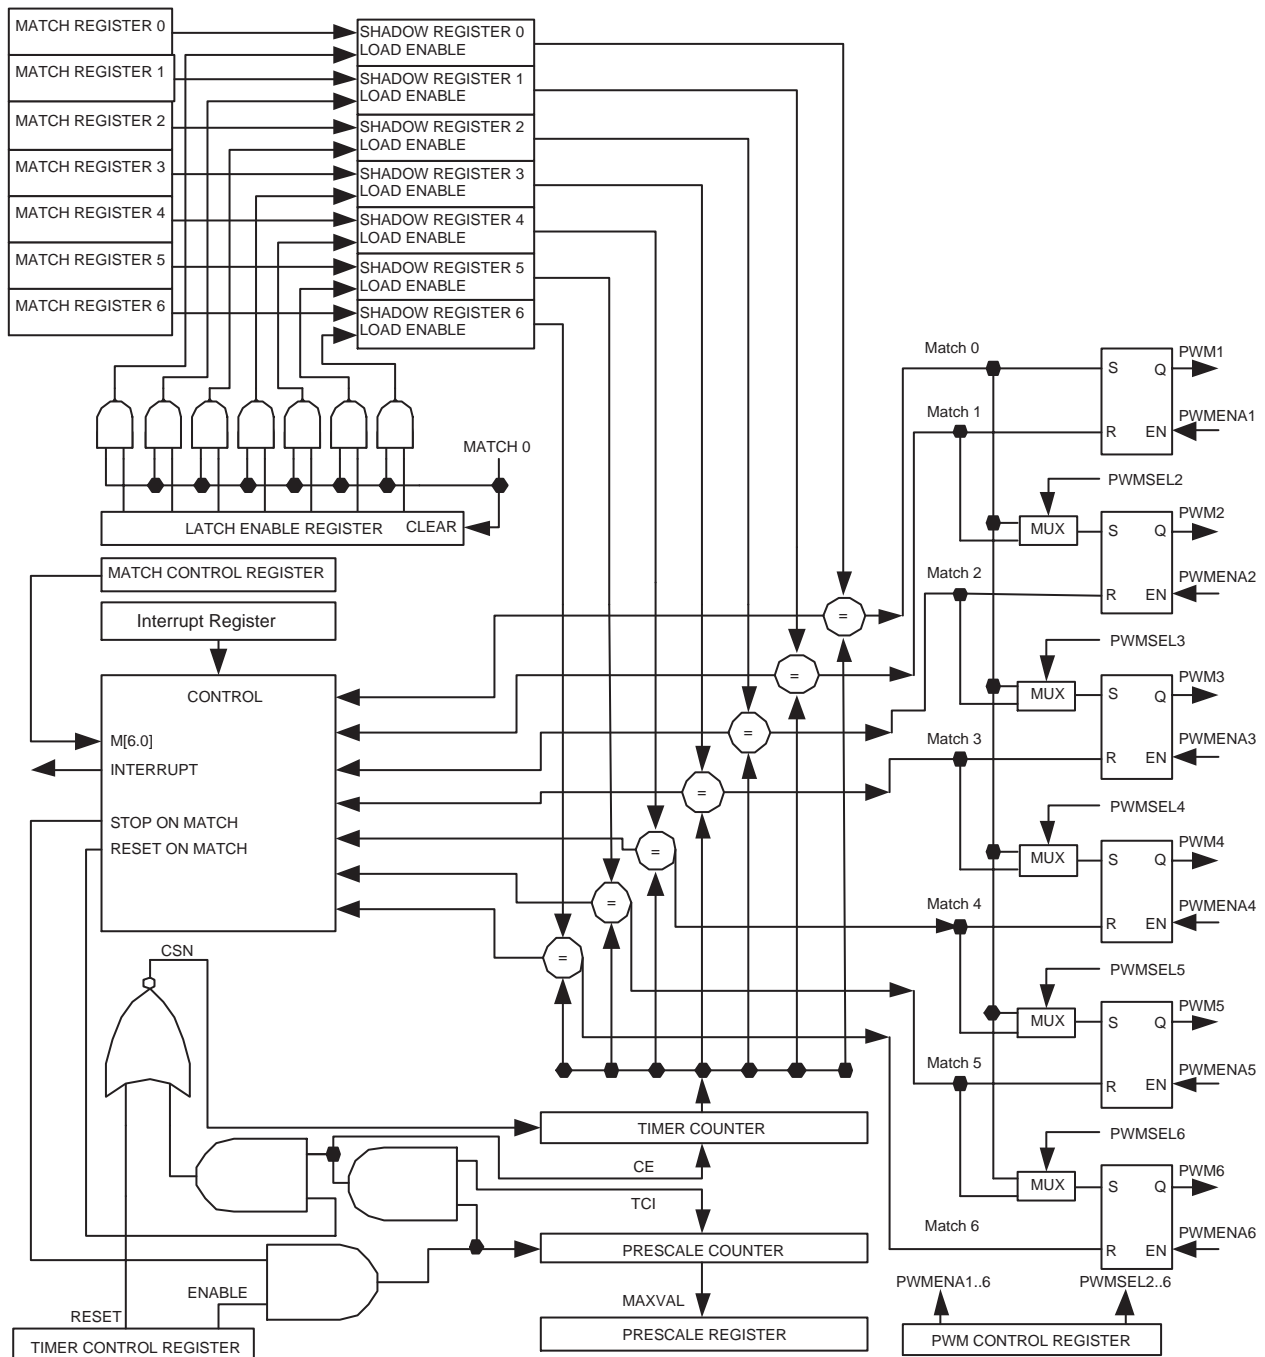 MATCH REGISTER 0
MATCH REGISTER 1
MATCH REGISTER 2
MATCH REGISTER 3
MATCH REGISTER 4
MATCH REGISTER 5
MATCH REGISTER 6
SHADOW REGISTER 0
LOAD ENABLE
SHADOW REGISTER 1
LOAD ENABLE
SHADOW REGISTER 2
LOAD ENABLE
SHADOW REGISTER 3
LOAD ENABLE
SHADOW REGISTER 4
LOAD ENABLE
SHADOW REGISTER 5
LOAD ENABLE
SHADOW REGISTER 6
LOAD ENABLE
MATCH 0
LATCH ENABLE REGISTER
CLEAR
MATCH CONTROL REGISTER
Interrupt Register
CONTROL
M[6.0]
INTERRUPT
STOP ON MATCH
RESET ON MATCH
=
=
=
=
=
=
=
Match 0
S
Q
PWM1
Match 1
R
EN
PWMENA1
PWMSEL2
MUX
S
Q
PWM2
Match 2
R
EN
PWMENA2
PWMSEL3
MUX
S
Q
PWM3
Match 3
R
EN
PWMENA3
PWMSEL4
MUX
S
Q
PWM4
Match 4
R
EN
PWMENA4
PWMSEL5
MUX
S
Q
PWM5
Match 5
R
EN
PWMENA5
PWMSEL6
MUX
S
Q
PWM6
Match 6
R
EN
PWMENA6
CSN
TIMER COUNTER
CE
TCI
PRESCALE COUNTER
MAXVAL
PRESCALE REGISTER
ENABLE
RESET
TIMER CONTROL REGISTER
PWMENA1..6
PWMSEL2..6
PWM CONTROL REGISTER